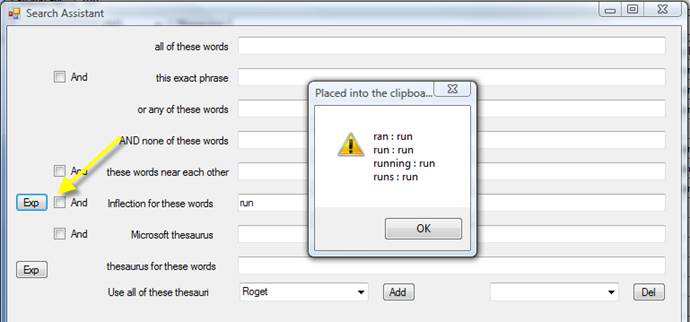 Search Assistant
all of these words
And this exact phrase
or any of these words
AND none of these words
And these words near each other
Exp And Inflection for these words run
And Microsoft thesaurus
Exp thesaurus for these words
Use all of these thesauri Roget Add Del
Placed into the clipboa...
ran : run
run : run
running : run
runs : run
OK